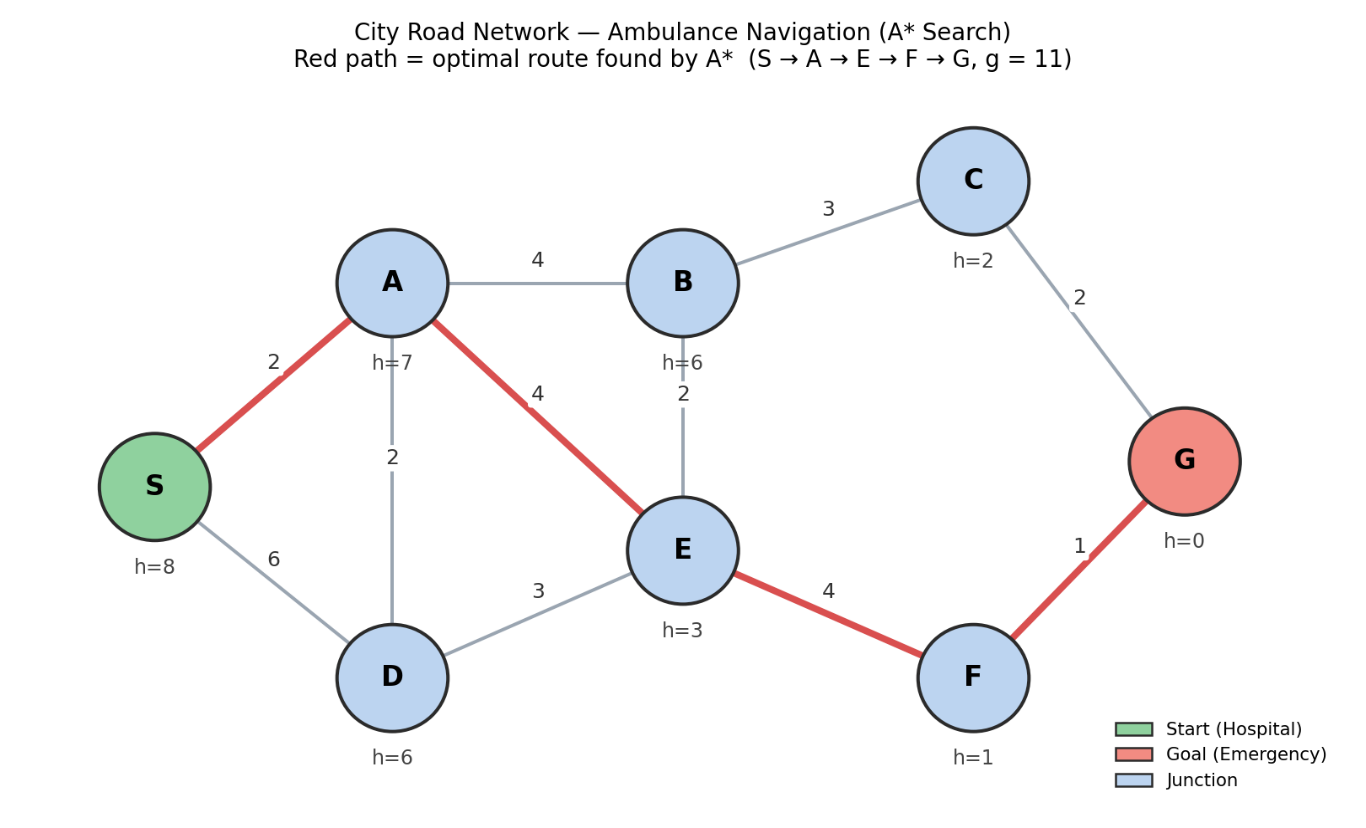 City Road Network — Ambulance Navigation (A* Search)
Red path = optimal route found by A*  (S → A → E → F → G, g = 11)
C
3
h=2
A
4
B
2
h=7
h=6
2
4
2
2
S
G
h=8
6
h=0
E
1
3
4
h=3
D
F
h=6
h=1
Start (Hospital)
Goal (Emergency)
Junction